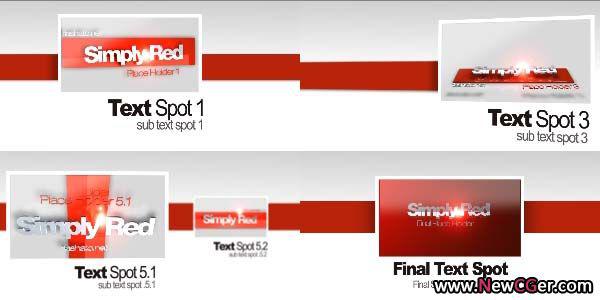 Simply Red
Place Holder 1
Text Spot 1
sub text spot 1
Simply Red
Place Holder 3
Text Spot 3
sub text spot 3
Place Holder 5.1
Simply Red
Text Spot 5.1
sub text spot .5.1
Simply Red
Text Spot 5.2
sub text spot .5.2
Simply Red
Final Place Holder
Final Text Spot
Final S
www.NewCGer.com